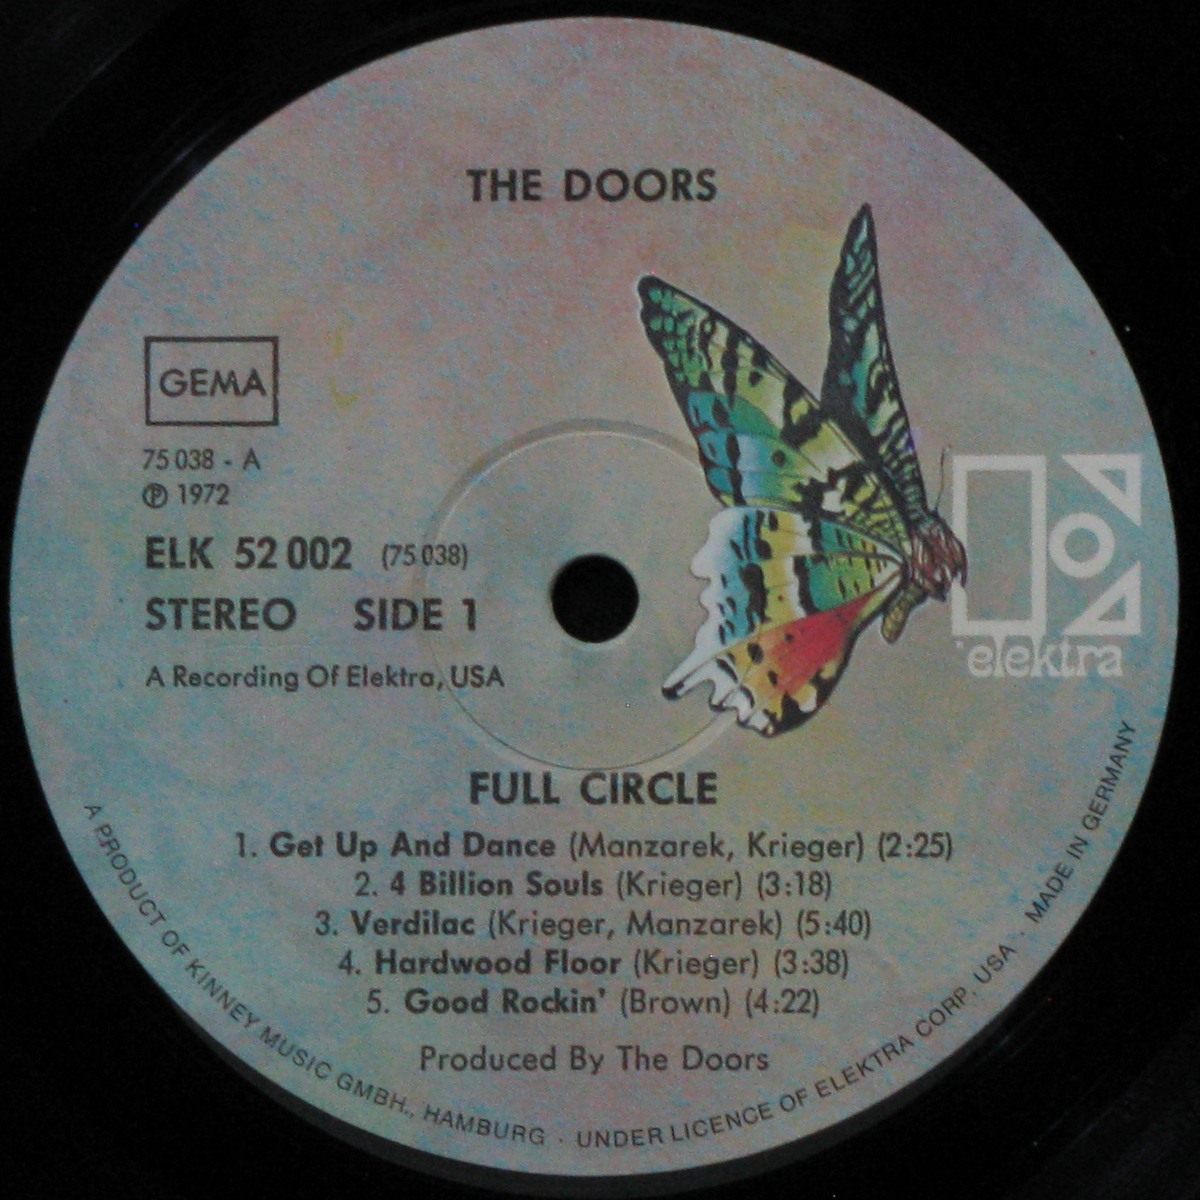 THE DOORS
GEMA
75 038 - A
℗ 1972
ELK 52 002 (75 038)
STEREO SIDE 1
A Recording Of Elektra, USA
elektra
FULL CIRCLE
1. Get Up And Dance (Manzarek, Krieger) (2:25)
2. 4 Billion Souls (Krieger) (3:18)
3. Verdilac (Krieger, Manzarek) (5:40)
4. Hardwood Floor (Krieger) (3:38)
5. Good Rockin' (Brown) (4:22)
Produced By The Doors
A PRODUCT OF KINNEY MUSIC GMBH., HAMBURG · UNDER LICENCE OF ELEKTRA CORP. USA · MADE IN GERMANY